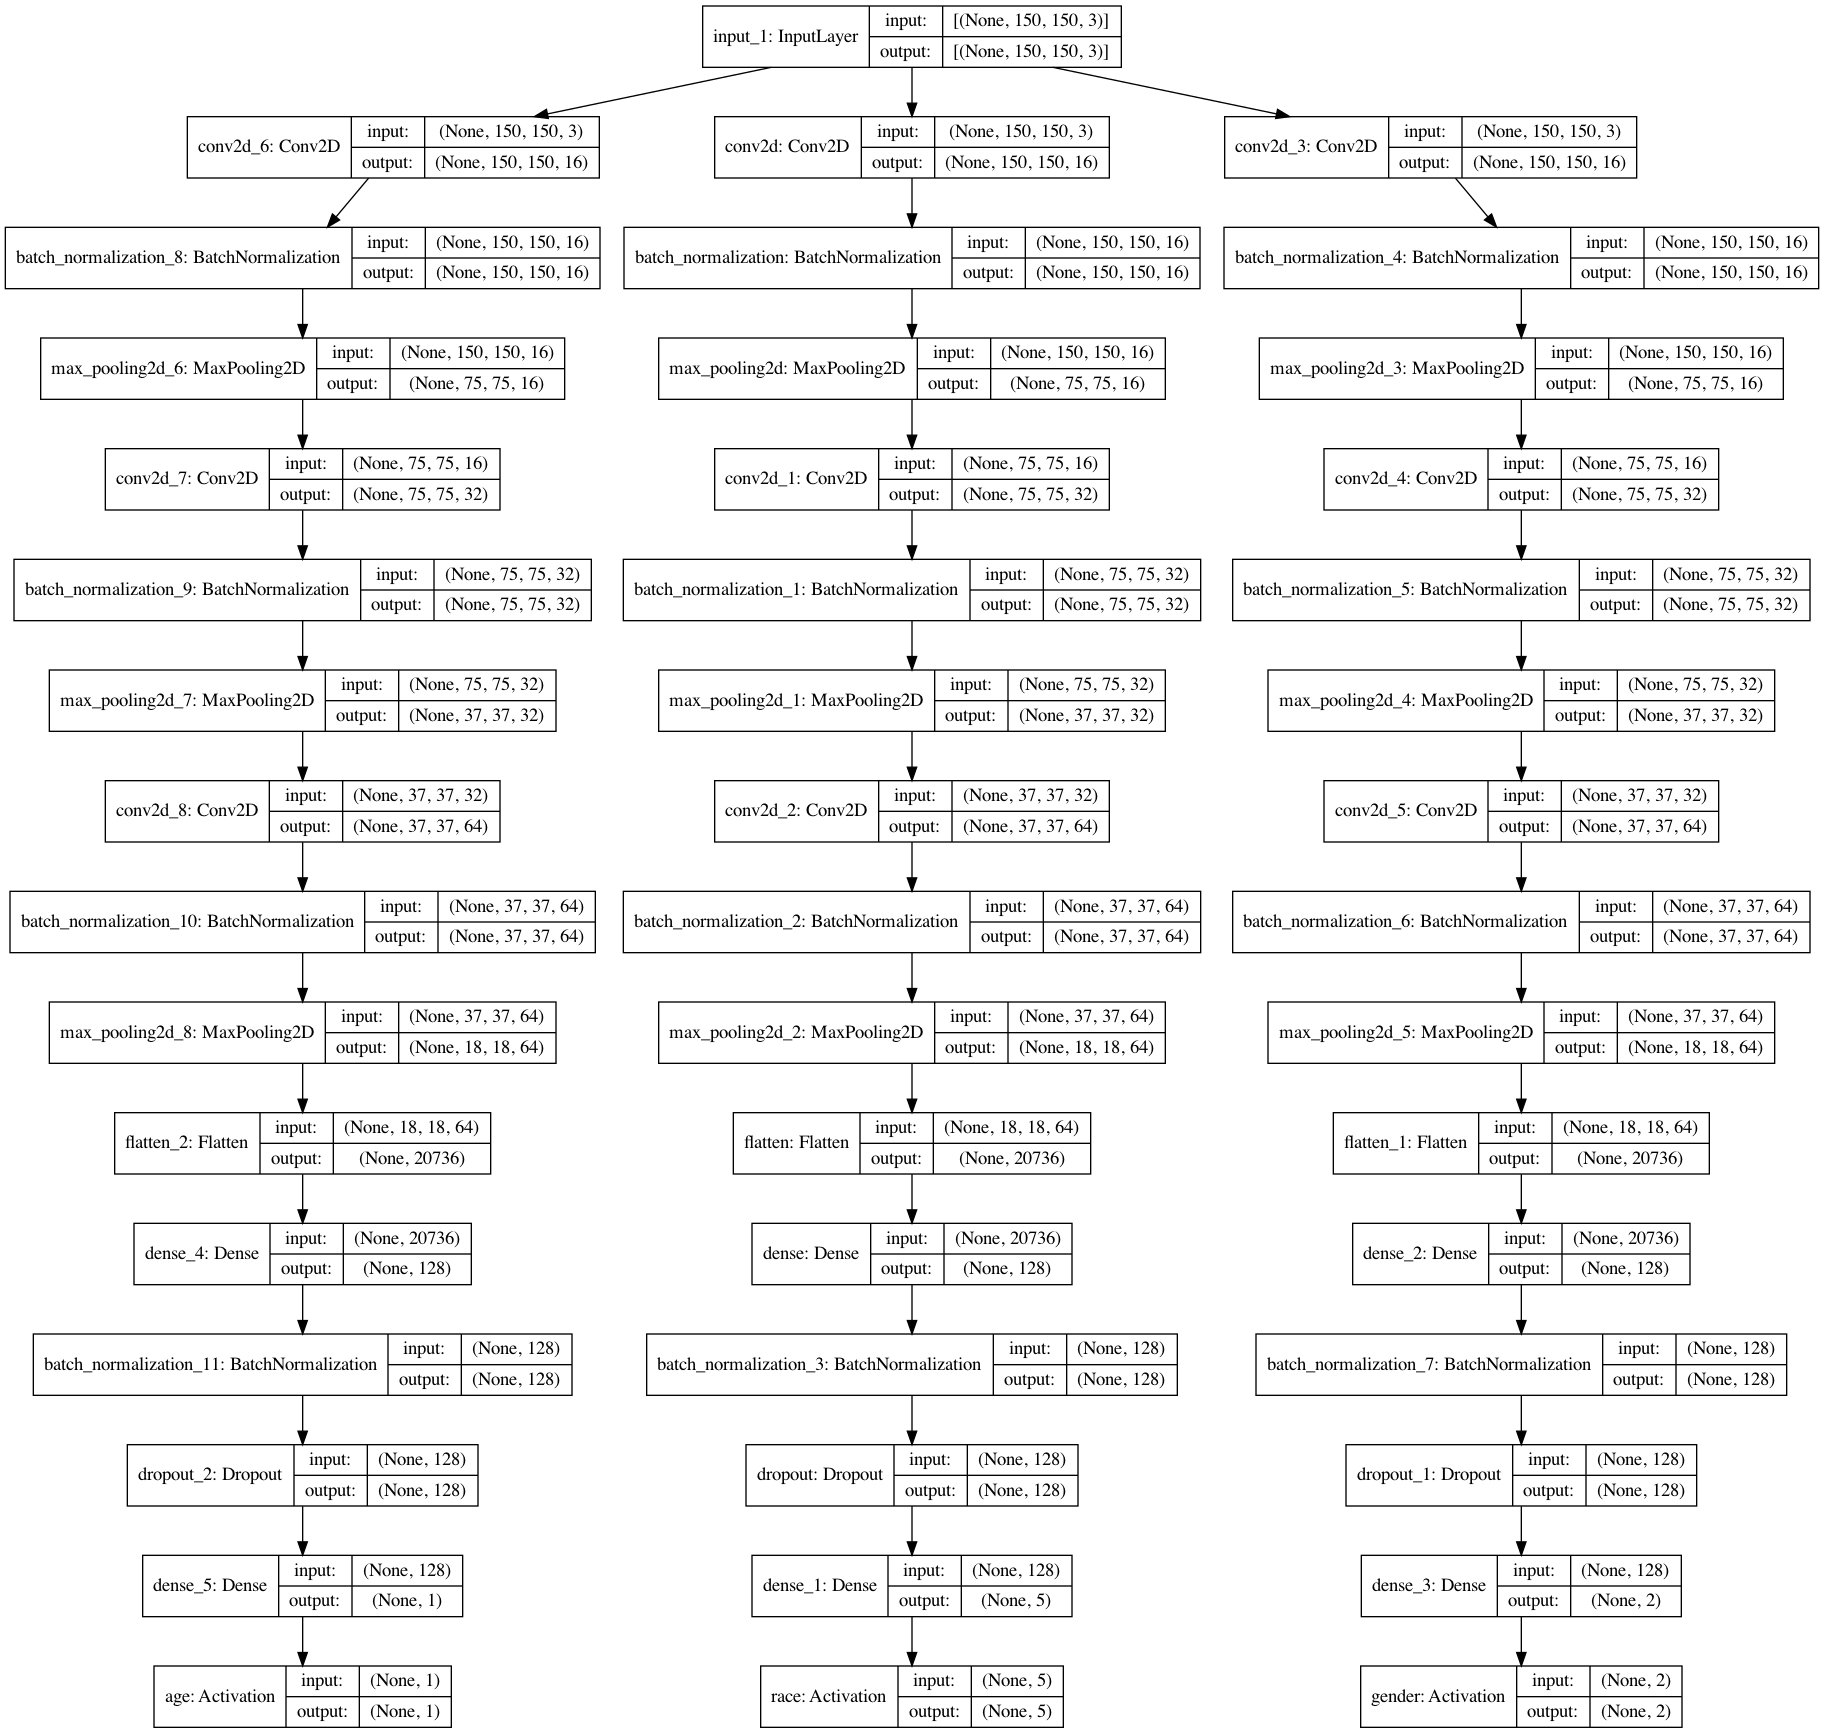 input_1: InputLayer
input: [(None, 150, 150, 3)]
output: [(None, 150, 150, 3)]
conv2d_6: Conv2D
input: (None, 150, 150, 3)
output: (None, 150, 150, 16)
conv2d: Conv2D
input: (None, 150, 150, 3)
output: (None, 150, 150, 16)
conv2d_3: Conv2D
input: (None, 150, 150, 3)
output: (None, 150, 150, 16)
batch_normalization_8: BatchNormalization
input: (None, 150, 150, 16)
output: (None, 150, 150, 16)
batch_normalization: BatchNormalization
input: (None, 150, 150, 16)
output: (None, 150, 150, 16)
batch_normalization_4: BatchNormalization
input: (None, 150, 150, 16)
output: (None, 150, 150, 16)
max_pooling2d_6: MaxPooling2D
input: (None, 150, 150, 16)
output: (None, 75, 75, 16)
max_pooling2d: MaxPooling2D
input: (None, 150, 150, 16)
output: (None, 75, 75, 16)
max_pooling2d_3: MaxPooling2D
input: (None, 150, 150, 16)
output: (None, 75, 75, 16)
conv2d_7: Conv2D
input: (None, 75, 75, 16)
output: (None, 75, 75, 32)
conv2d_1: Conv2D
input: (None, 75, 75, 16)
output: (None, 75, 75, 32)
conv2d_4: Conv2D
input: (None, 75, 75, 16)
output: (None, 75, 75, 32)
batch_normalization_9: BatchNormalization
input: (None, 75, 75, 32)
output: (None, 75, 75, 32)
batch_normalization_1: BatchNormalization
input: (None, 75, 75, 32)
output: (None, 75, 75, 32)
batch_normalization_5: BatchNormalization
input: (None, 75, 75, 32)
output: (None, 75, 75, 32)
max_pooling2d_7: MaxPooling2D
input: (None, 75, 75, 32)
output: (None, 37, 37, 32)
max_pooling2d_1: MaxPooling2D
input: (None, 75, 75, 32)
output: (None, 37, 37, 32)
max_pooling2d_4: MaxPooling2D
input: (None, 75, 75, 32)
output: (None, 37, 37, 32)
conv2d_8: Conv2D
input: (None, 37, 37, 32)
output: (None, 37, 37, 64)
conv2d_2: Conv2D
input: (None, 37, 37, 32)
output: (None, 37, 37, 64)
conv2d_5: Conv2D
input: (None, 37, 37, 32)
output: (None, 37, 37, 64)
batch_normalization_10: BatchNormalization
input: (None, 37, 37, 64)
output: (None, 37, 37, 64)
batch_normalization_2: BatchNormalization
input: (None, 37, 37, 64)
output: (None, 37, 37, 64)
batch_normalization_6: BatchNormalization
input: (None, 37, 37, 64)
output: (None, 37, 37, 64)
max_pooling2d_8: MaxPooling2D
input: (None, 37, 37, 64)
output: (None, 18, 18, 64)
max_pooling2d_2: MaxPooling2D
input: (None, 37, 37, 64)
output: (None, 18, 18, 64)
max_pooling2d_5: MaxPooling2D
input: (None, 37, 37, 64)
output: (None, 18, 18, 64)
flatten_2: Flatten
input: (None, 18, 18, 64)
output: (None, 20736)
flatten: Flatten
input: (None, 18, 18, 64)
output: (None, 20736)
flatten_1: Flatten
input: (None, 18, 18, 64)
output: (None, 20736)
dense_4: Dense
input: (None, 20736)
output: (None, 128)
dense: Dense
input: (None, 20736)
output: (None, 128)
dense_2: Dense
input: (None, 20736)
output: (None, 128)
batch_normalization_11: BatchNormalization
input: (None, 128)
output: (None, 128)
batch_normalization_3: BatchNormalization
input: (None, 128)
output: (None, 128)
batch_normalization_7: BatchNormalization
input: (None, 128)
output: (None, 128)
dropout_2: Dropout
input: (None, 128)
output: (None, 128)
dropout: Dropout
input: (None, 128)
output: (None, 128)
dropout_1: Dropout
input: (None, 128)
output: (None, 128)
dense_5: Dense
input: (None, 128)
output: (None, 1)
dense_1: Dense
input: (None, 128)
output: (None, 5)
dense_3: Dense
input: (None, 128)
output: (None, 2)
age: Activation
input: (None, 1)
output: (None, 1)
race: Activation
input: (None, 5)
output: (None, 5)
gender: Activation
input: (None, 2)
output: (None, 2)